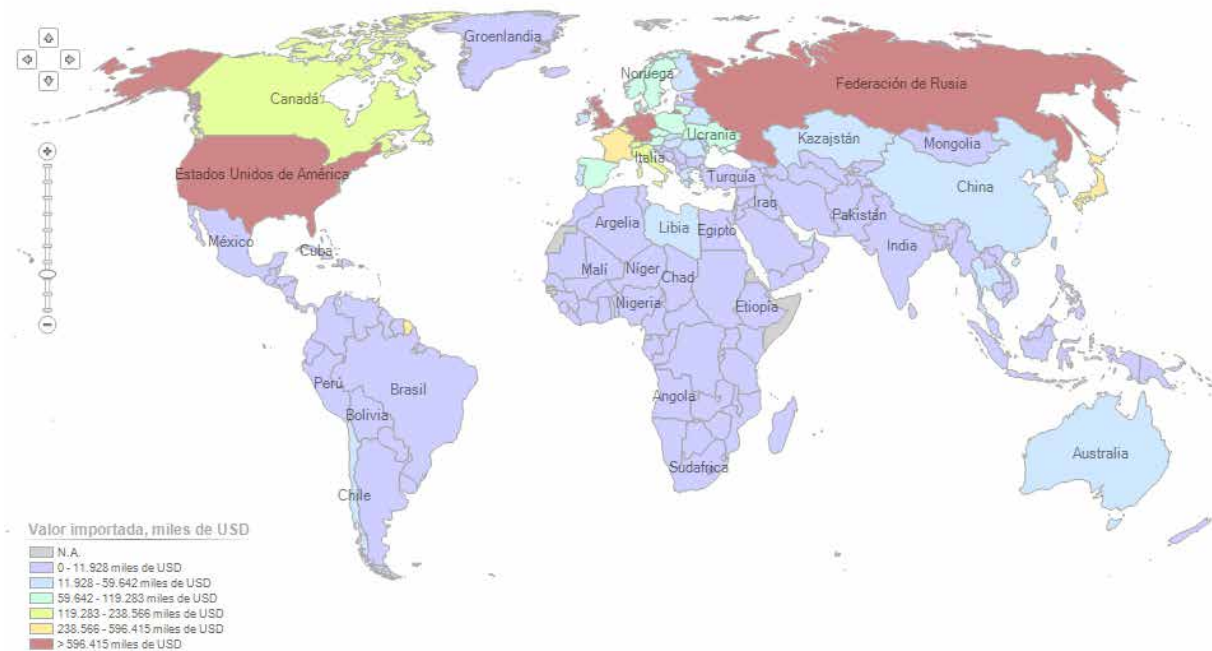 Groenlandia
Noruega
Canadá
Federación de Rusia
Ucrania
Kazajstán
Mongolia
Italia
Estados Unidos de América
Turquía
China
Iraq
Pakistán
Argelia
Libia
Egipto
India
México
Cuba
Malí
Níger
Chad
Nigeria
Etiopía
Perú
Brasil
Angola
Bolivia
Australia
Sudafrica
Chile
Valor importada, miles de USD
N.A.
0 - 11.928 miles de USD
11.928 - 59.642 miles de USD
59.642 - 119.283 miles de USD
119.283 - 238.566 miles de USD
238.566 - 596.415 miles de USD
> 596.415 miles de USD